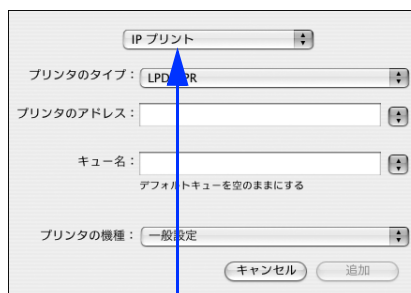 IP プリント
プリンタのタイプ： LPD/LPR
プリンタのアドレス：
キュー名：
デフォルトキューを空のままにする
プリンタの機種： 一般設定
キャンセル 追加